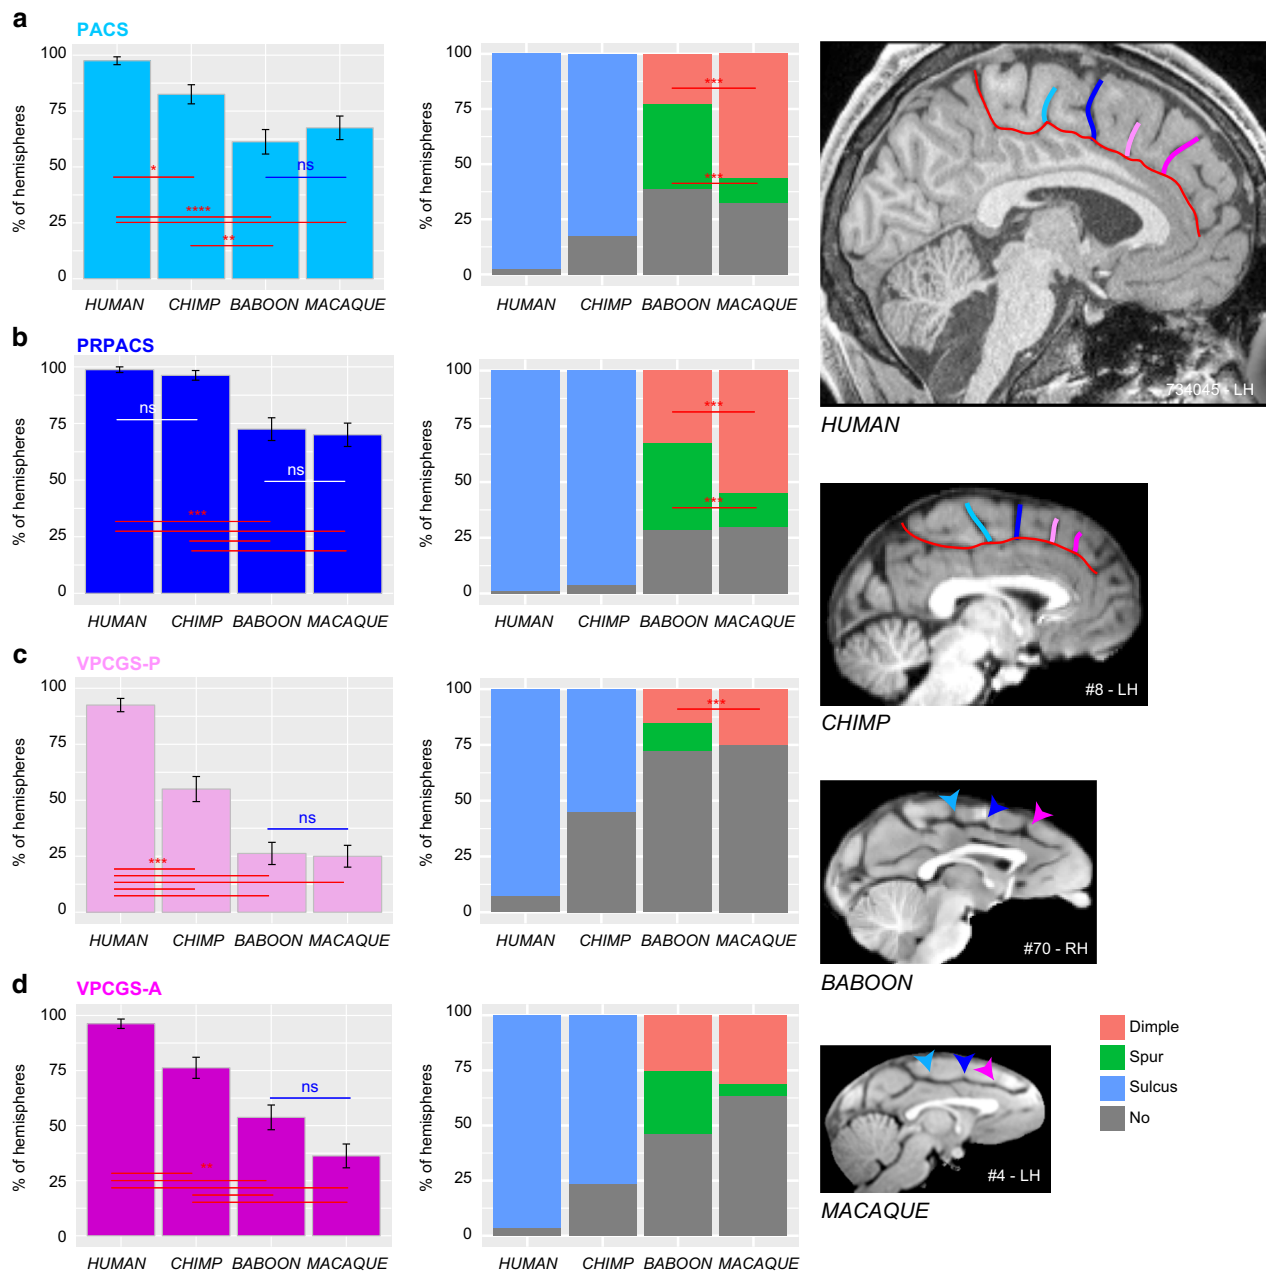 a
PACS
100
75
50
25
0
% of hemispheres
*
****
**
ns
HUMAN CHIMP BABOON MACAQUE
100
75
50
25
0
% of hemispheres
***
***
HUMAN CHIMP BABOON MACAQUE
734045 - LH
HUMAN
b
PRPACS
100
75
50
25
0
% of hemispheres
ns
ns
***
HUMAN CHIMP BABOON MACAQUE
100
75
50
25
0
% of hemispheres
***
***
HUMAN CHIMP BABOON MACAQUE
#8 - LH
CHIMP
c
VPCGS-P
100
75
50
25
0
% of hemispheres
ns
***
HUMAN CHIMP BABOON MACAQUE
100
75
50
25
0
% of hemispheres
***
HUMAN CHIMP BABOON MACAQUE
#70 - RH
BABOON
d
VPCGS-A
100
75
50
25
0
% of hemispheres
ns
**
HUMAN CHIMP BABOON MACAQUE
100
75
50
25
0
% of hemispheres
HUMAN CHIMP BABOON MACAQUE
Dimple
Spur
Sulcus
No
#4 - LH
MACAQUE